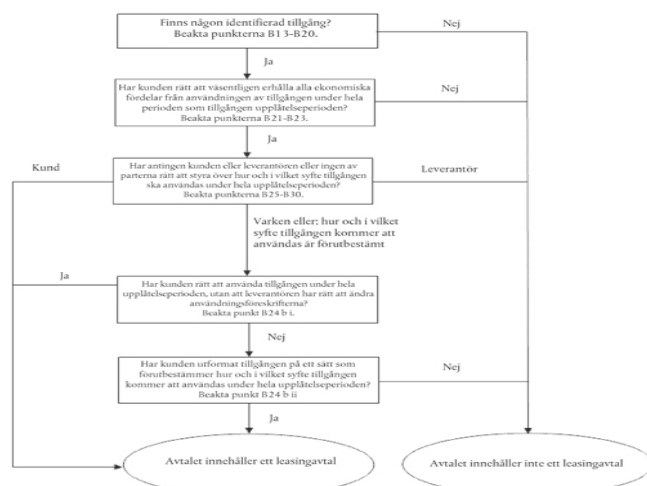 Finns någon identifierad tillgång?
Beakta punkterna B13-B20.
Nej
Ja
Har kunden rätt att väsentligen erhålla alla ekonomiska
fördelar från användningen av tillgången under hela
perioden som tillgången upplåtelseperioden?
Beakta punkterna B21-B23.
Nej
Ja
Kund
Har antingen kunden eller leverantören eller ingen av
parterna rätt att styra över hur och i vilket syfte tillgången
ska användas under hela upplåtelseperioden?
Beakta punkterna B25-B30.
Leverantör
Varken eller; hur och i vilket
syfte tillgången kommer att
användas är förutbestämt
Ja
Har kunden rätt att använda tillgången under hela
upplåtelseperioden, utan att leverantören har rätt att ändra
användningsföreskrifterna?
Beakta punkt B24 b i.
Nej
Har kunden utformat tillgången på ett sätt som
förutbestämmer hur och i vilket syfte tillgången
kommer att användas under hela upplåtelseperioden?
Beakta punkt B24 b ii
Nej
Ja
Avtalet innehåller ett leasingavtal
Avtalet innehåller inte ett leasingavtal